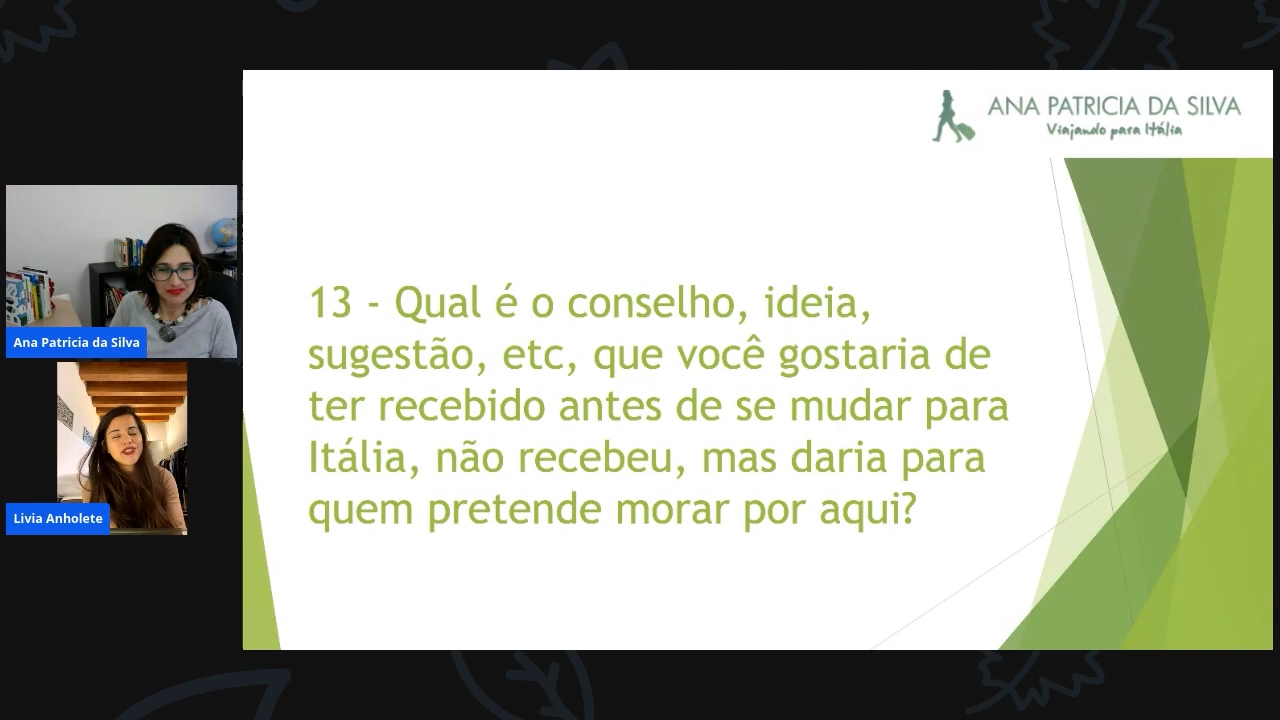 ANA PATRICIA DA SILVA
Viajando para Itália
13 - Qual é o conselho, ideia,
sugestão, etc, que você gostaria de
ter recebido antes de se mudar para
Itália, não recebeu, mas daria para
quem pretende morar por aqui?
Ana Patricia da Silva
Livia Anholete